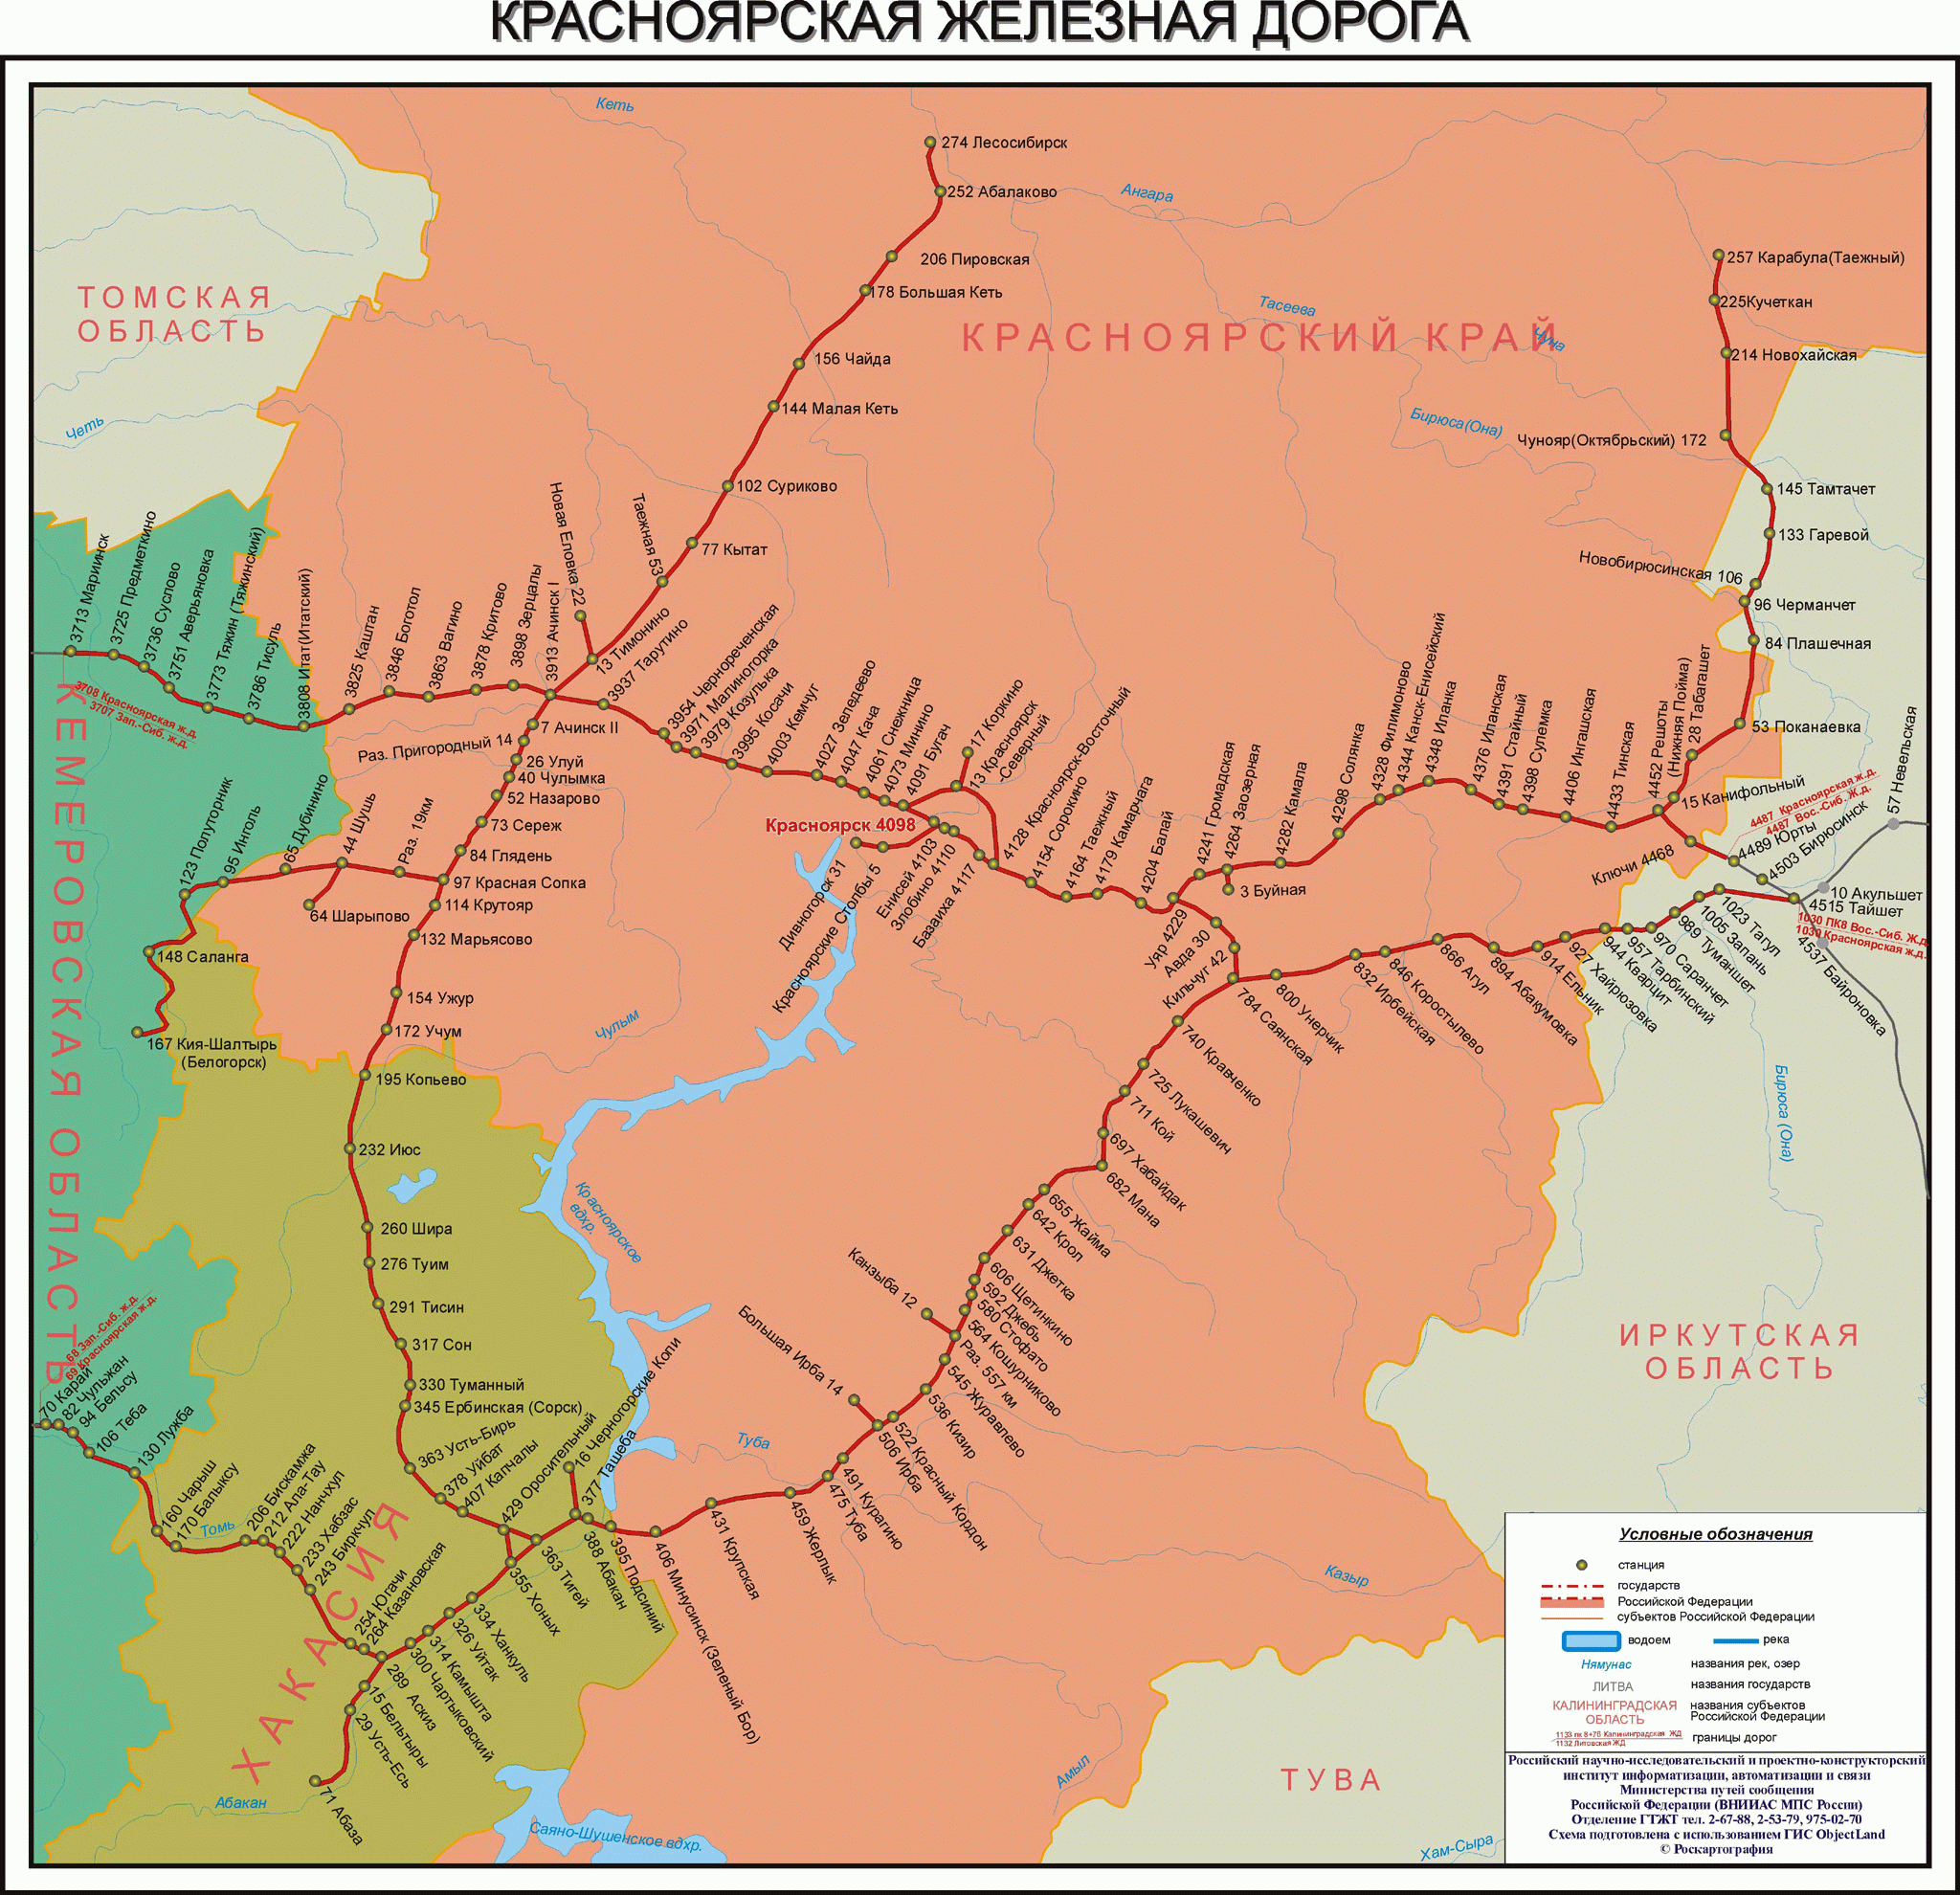 КРАСНОЯРСКАЯ ЖЕЛЕЗНАЯ ДОРОГА
Кеть
274 Лесосибирск
252 Абалаково
Ангара
206 Пировская
257 Карабула(Таежный)
178 Большая Кеть
225Кучеткан
ТОМСКАЯ
ОБЛАСТЬ
Тасеева
КРАСНОЯРСКИЙ КРАЙ
Чуна
214 Новохайская
156 Чайда
144 Малая Кеть
Четь
Бирюса(Она)
Чунояр(Октябрьский) 172
102 Суриково
145 Тамтачет
77 Кытат
133 Гаревой
Новобирюсинская 106
96 Черманчет
84 Плашечная
53 Поканаевка
28 Табагашет
15 Канифольный
Новая Еловка 22
Таежная 53
13 Тимонино
3713 Мариинск
3725 Предметкино
3736 Суслово
3751 Аверьяновка
3773 Тяжин (Тяжинский)
3786 Тисуль
3808 Итат(Итатский)
3825 Каштан
3846 Боготол
3863 Вагино
3878 Критово
3898 Зерцалы
3913 Ачинск I
3937 Тарутино
3954 Чернореченская
3971 Малиногорка
3979 Козулька
3995 Косачи
4003 Кемчуг
4027 Зеледеево
4047 Кача
4061 Снежница
4073 Минино
4091 Бугач
17 Коркино
13 Красноярск
-Северный
4128 Красноярск-Восточный
4154 Сорокино
4164 Таежный
4179 Камарчага
4204 Балай
4241 Громадская
4264 Заозерная
4282 Камала
4298 Солянка
4328 Филимоново
4344 Канск-Енисейский
4348 Иланка
4376 Иланская
4391 Стайный
4398 Сулемка
4406 Ингашская
4433 Тинская
4452 Решоты
(Нижняя Пойма)
Ключи 4468
4487 Красноярская ж.д.
4487 Вос.-Сиб. Ж.д.
4489 Юрты
4503 Бирюсинск
57 Невельская
10 Акульшет
4515 Тайшет
1030 ПК8 Вос.-Сиб. Ж.д.
1030 Красноярская ж.д.
4537 Байроновка
3708 Красноярская ж.д.
3707 Зап.-Сиб. ж.д.
КЕМЕРОВСКАЯ ОБЛАСТЬ
7 Ачинск II
Раз. Пригородный 14
26 Улуй
40 Чулымка
52 Назарово
73 Сереж
84 Глядень
97 Красная Сопка
114 Крутояр
132 Марьясово
154 Ужур
172 Учум
195 Копьево
232 Июс
260 Шира
276 Туим
291 Тисин
317 Сон
330 Туманный
345 Ербинская (Сорск)
363 Усть-Бирь
378 Уйбат
407 Капчалы
429 Оросительный
16 Черногорские Копи
377 Ташеба
123 Полуторник
95 Инголь
65 Дубинино
44 Шушь
Раз. 19км
64 Шарыпово
148 Саланга
167 Кия-Шалтырь
(Белогорск)
Красноярск 4098
Дивногорск 31
Красноярские Столбы 5
Енисей 4103
Злобино 4110
Базаиха 4117
3 Буйная
Уяр 4229
Авда 30
Кильчуг 42
784 Саянская
800 Унерчик
832 Ирбейская
846 Коростылево
866 Агул
894 Абакумовка
914 Ельник
927 Хайрюзовка
944 Кварцит
957 Тарбинский
970 Саранчет
989 Туманшет
1005 Запань
1023 Тагул
Чулым
Красноярское
вдхр.
Бирюса (Она)
740 Кравченко
725 Лукашевич
711 Кой
697 Хабайдак
682 Мана
655 Жайма
642 Крол
631 Джетка
606 Щетинкино
592 Джебь
580 Стофато
564 Кошурниково
Раз. 557 км
545 Журавлево
536 Кизир
522 Красный Кордон
506 Ирба
491 Курагино
475 Туба
459 Жерлык
431 Крупская
406 Минусинск (Зеленый Бор)
395 Подсиний
388 Абакан
363 Тигей
355 Хоных
334 Ханкуль
326 Уйтак
314 Камышта
300 Чартыковский
289 Аскиз
15 Бельтыры
29 Усть-Есь
71 Абаза
Канзыба 12
Большая Ирба 14
Туба
Казыр
Амыл
68 Зап.-Сиб. ж.д.
69 Красноярская ж.д.
70 Карай
82 Чульжан
94 Бельсу
106 Теба
130 Лужба
160 Чарыш
170 Балыксу
Томь
206 Бискамжа
212 Ала-Тау
222 Нанчхул
233 Хабзас
243 Биркчул
254 Югачи
264 Казановская
ХАКАСИЯ
Абакан
Саяно-Шушенское вдхр.
ТУВА
Хам-Сыра
ИРКУТСКАЯ
ОБЛАСТЬ
Условные обозначения
станция
государств
Российской Федерации
субъектов Российской Федерации
водоем
река
Нямунас
названия рек, озер
ЛИТВА
названия государств
КАЛИНИНГРАДСКАЯ
ОБЛАСТЬ
названия субъектов
Российской Федерации
1133 пк 8+76 Калининградская ЖД
1132 Литовская ЖД
границы дорог
Российский научно-исследовательский и проектно-конструкторский
институт информатизации, автоматизации и связи
Министерства путей сообщения
Российской Федерации (ВНИИАС МПС России)
Отделение ГТЖТ тел. 2-67-88, 2-53-79, 975-02-70
Схема подготовлена с использованием ГИС ObjectLand
© Роскартография